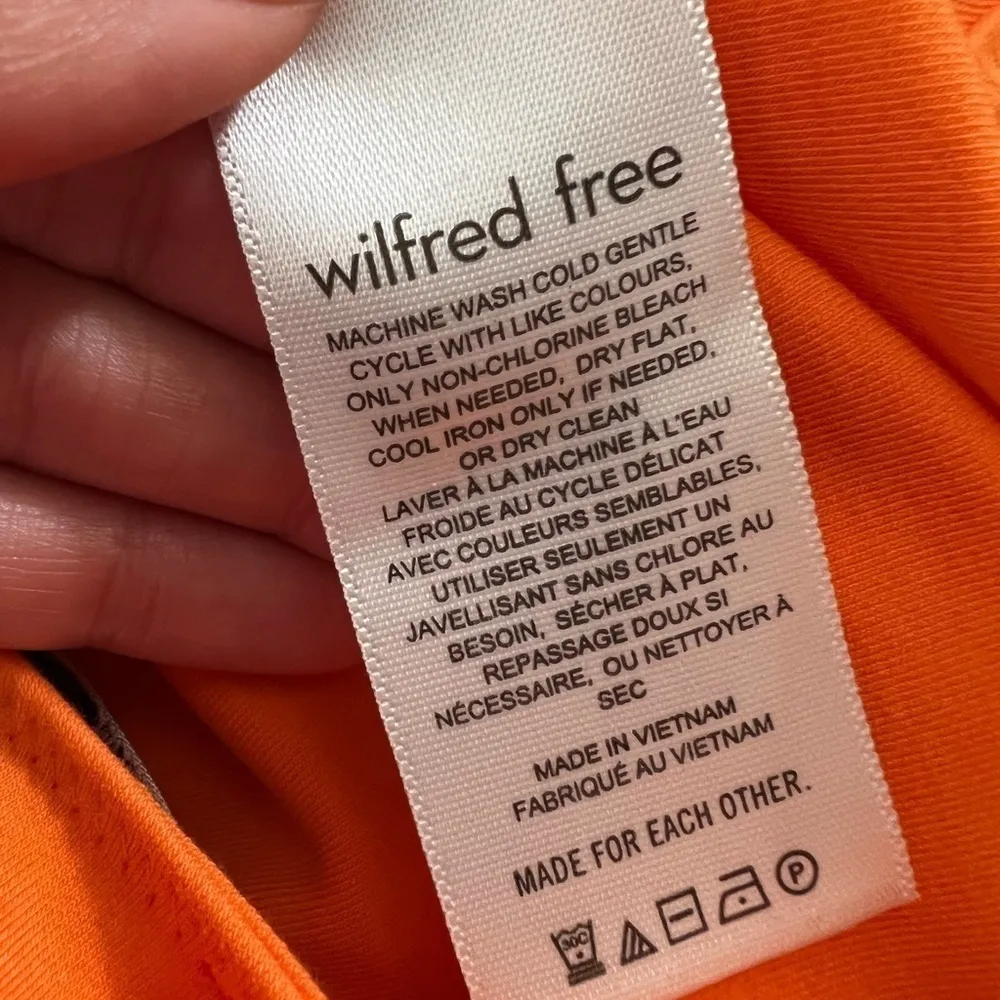 wilfred free
MACHINE WASH COLD GENTLE
CYCLE WITH LIKE COLOURS,
ONLY NON-CHLORINE BLEACH
WHEN NEEDED, DRY FLAT,
COOL IRON ONLY IF NEEDED,
OR DRY CLEAN
LAVER À LA MACHINE À L'EAU
FROIDE AU CYCLE DÉLICAT
AVEC COULEURS SEMBLABLES,
UTILISER SEULEMENT UN
JAVELLISANT SANS CHLORE AU
BESOIN, SÉCHER À PLAT,
REPASSAGE DOUX SI
NÉCESSAIRE, OU NETTOYER À
SEC
MADE IN VIETNAM
FABRIQUÉ AU VIETNAM
MADE FOR EACH OTHER.
30C P